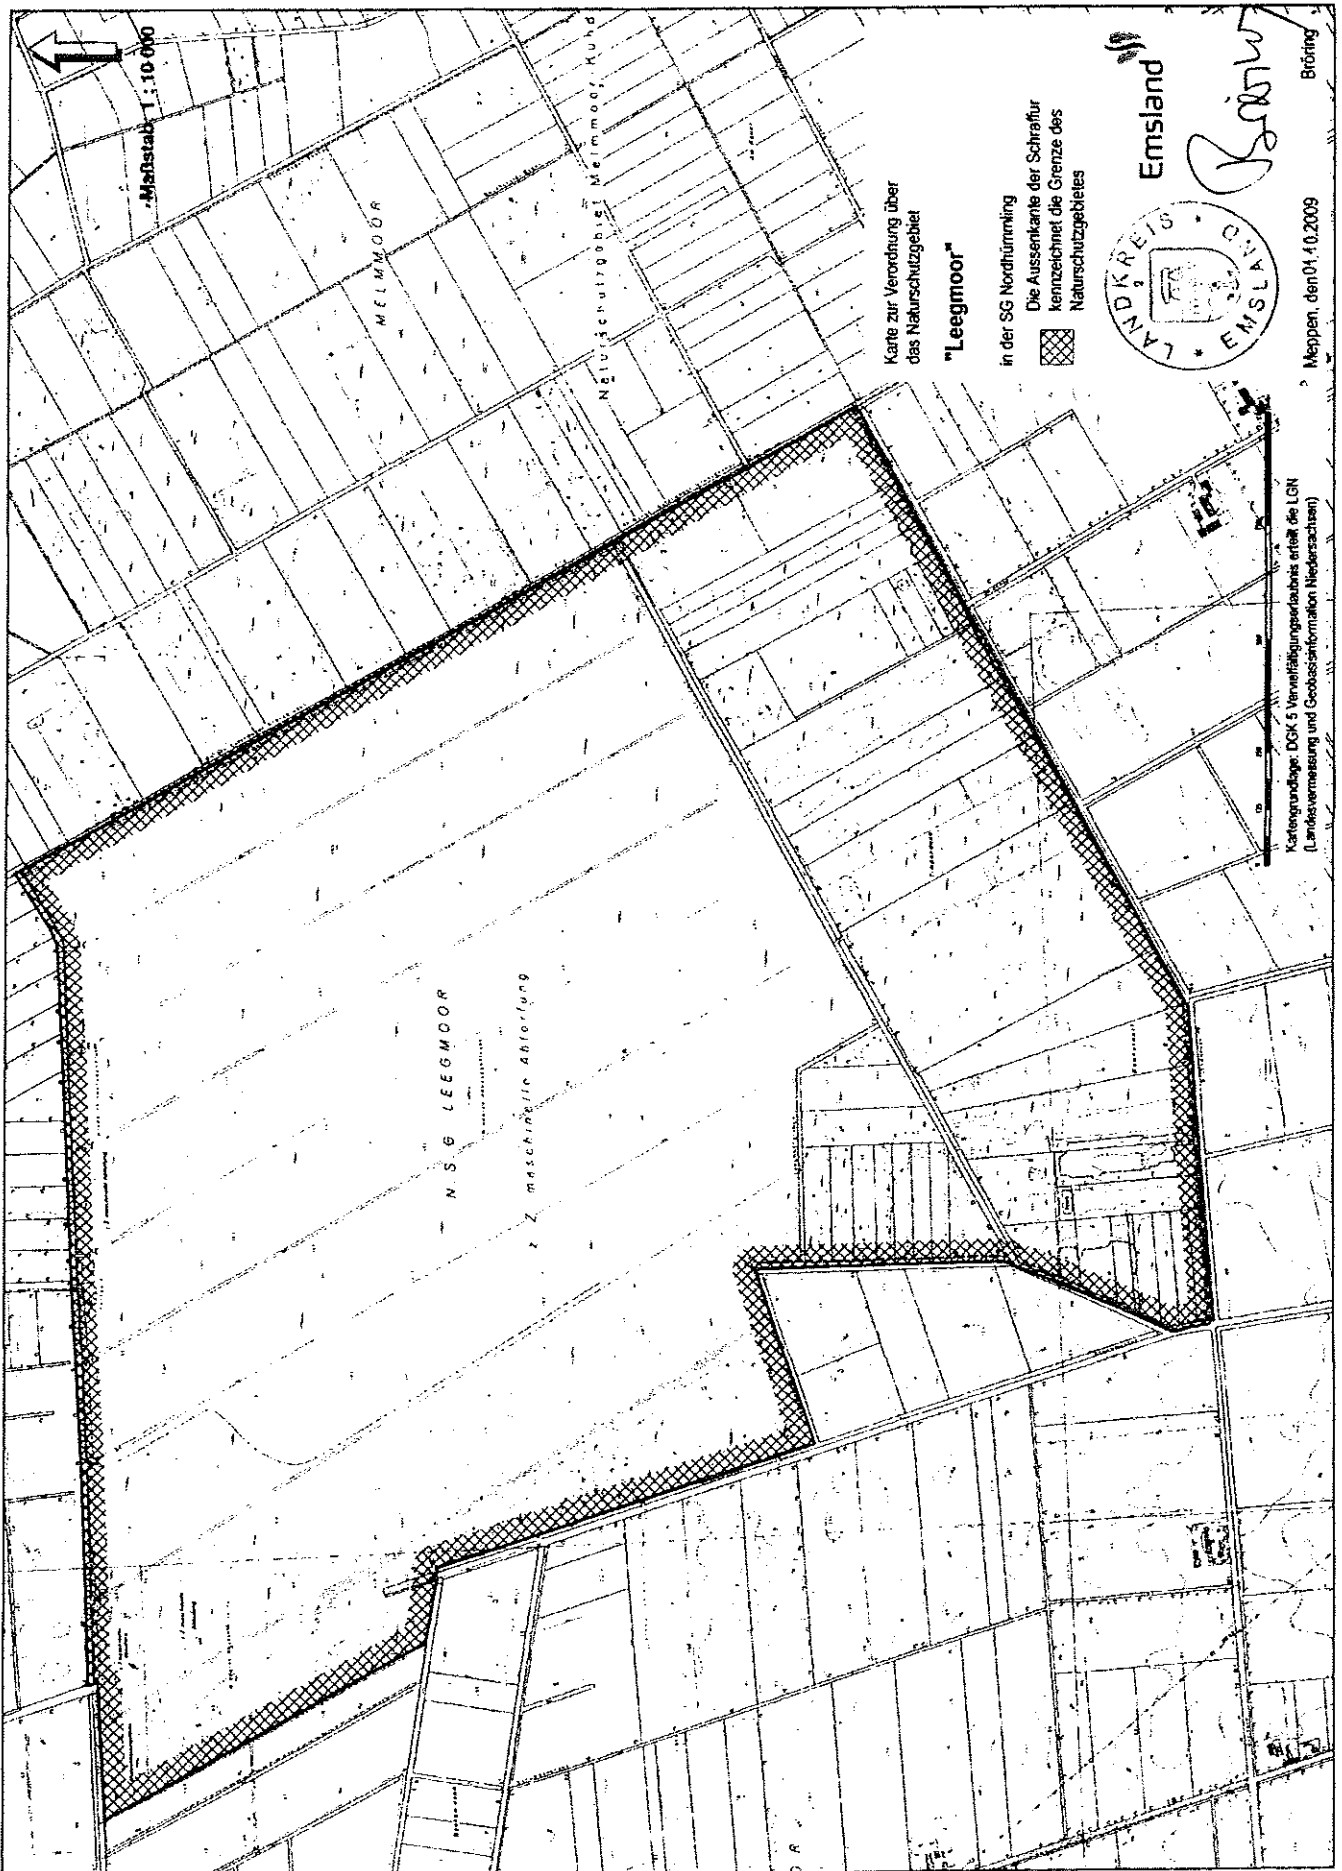 Maßstab: 1 : 10 000
MELMMOOR
Naturschutzgebiet Melmmoor, Kuhd
N S G LEEGMOOR
z Z maschinelle Abtorfung
Karte zur Verordnung über
das Naturschutzgebiet
"Leegmoor"
in der SG Nordhümmling
Die Aussenkante der Schraffur
kennzeichnet die Grenze des
Naturschutzgebietes
LANDKREIS
EMSLAND
Emsland
Meppen, den 01.10.2009
Bröring
Kartengrundlage: DGK 5 Vervielfältigungserlaubnis erteilt die LGN
(Landesvermessung und Geobasisinformation Niedersachsen)